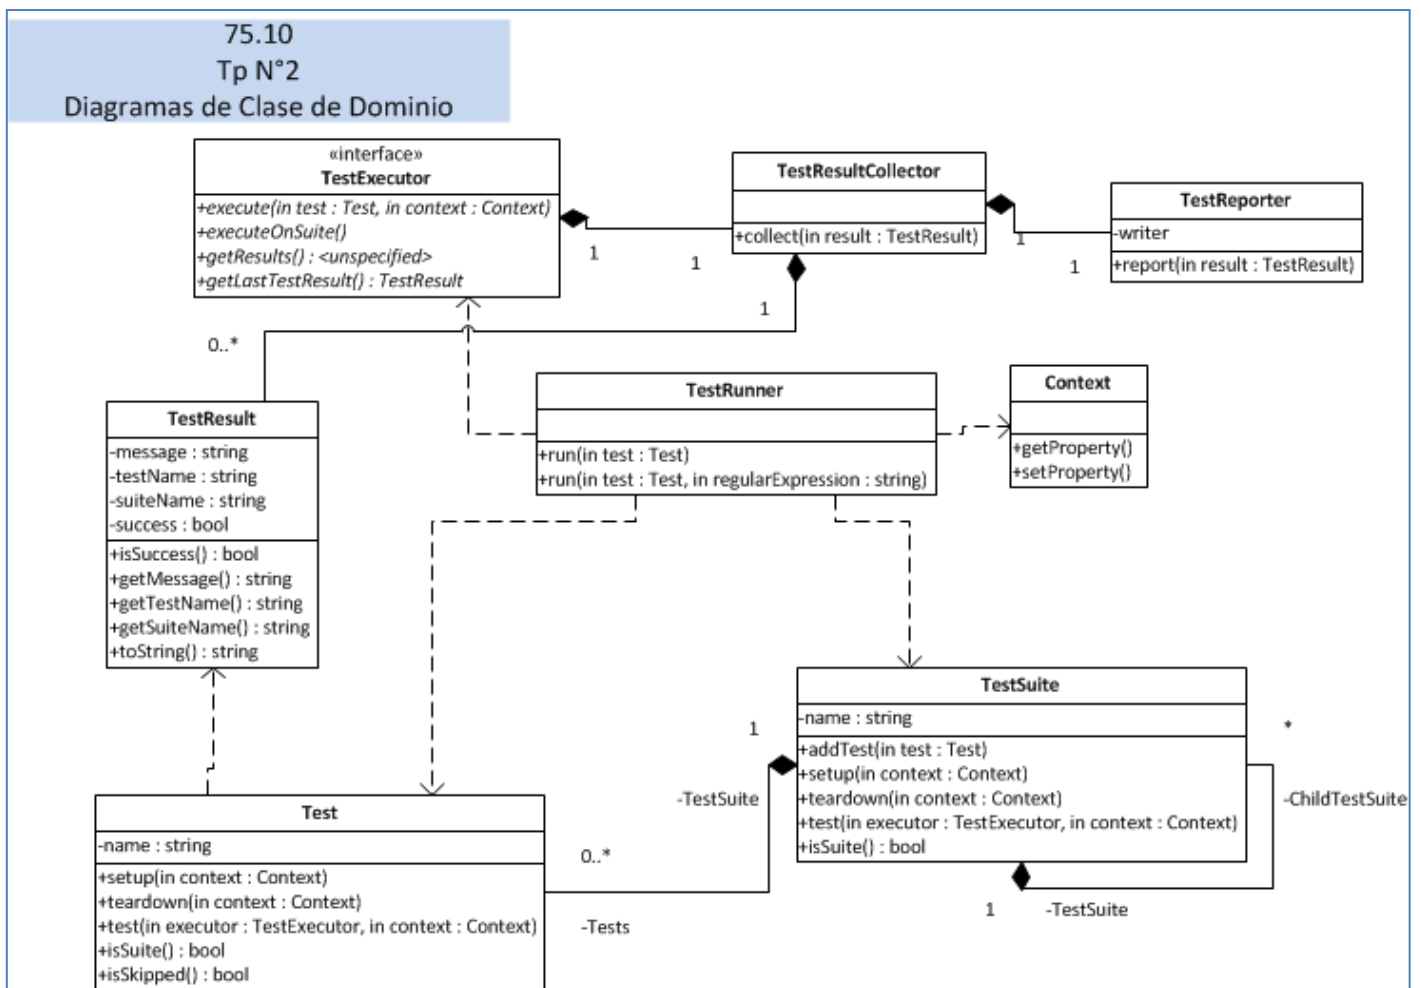 75.10
Tp N°2
Diagramas de Clase de Dominio
«interface»
TestExecutor
+execute(in test : Test, in context : Context)
+executeOnSuite()
+getResults() : <unspecified>
+getLastTestResult() : TestResult
1
1
TestResultCollector
+collect(in result : TestResult)
1
1
TestReporter
-writer
+report(in result : TestResult)
1
0..*
TestResult
-message : string
-testName : string
-suiteName : string
-success : bool
+isSuccess() : bool
+getMessage() : string
+getTestName() : string
+getSuiteName() : string
+toString() : string
TestRunner
+run(in test : Test)
+run(in test : Test, in regularExpression : string)
Context
+getProperty()
+setProperty()
TestSuite
-name : string
+addTest(in test : Test)
+setup(in context : Context)
+teardown(in context : Context)
+test(in executor : TestExecutor, in context : Context)
+isSuite() : bool
1
-TestSuite
*
-ChildTestSuite
1
-TestSuite
0..*
-Tests
Test
-name : string
+setup(in context : Context)
+teardown(in context : Context)
+test(in executor : TestExecutor, in context : Context)
+isSuite() : bool
+isSkipped() : bool